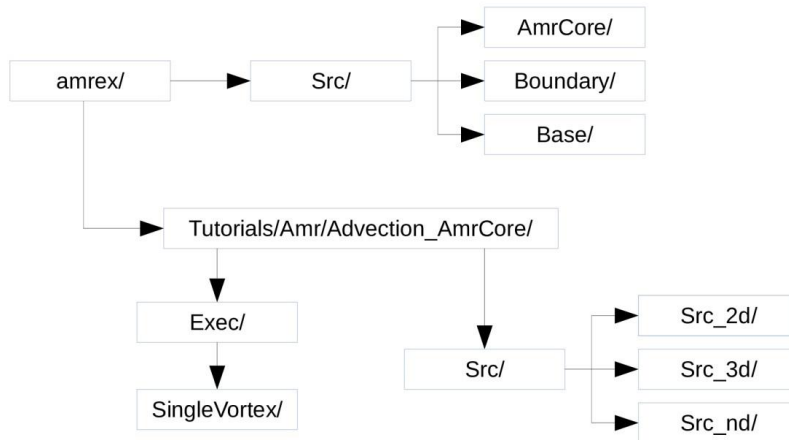 AmrCore/
amrex/
Src/
Boundary/
Base/
Tutorials/Amr/Advection_AmrCore/
Exec/
Src_2d/
Src/
Src_3d/
SingleVortex/
Src_nd/